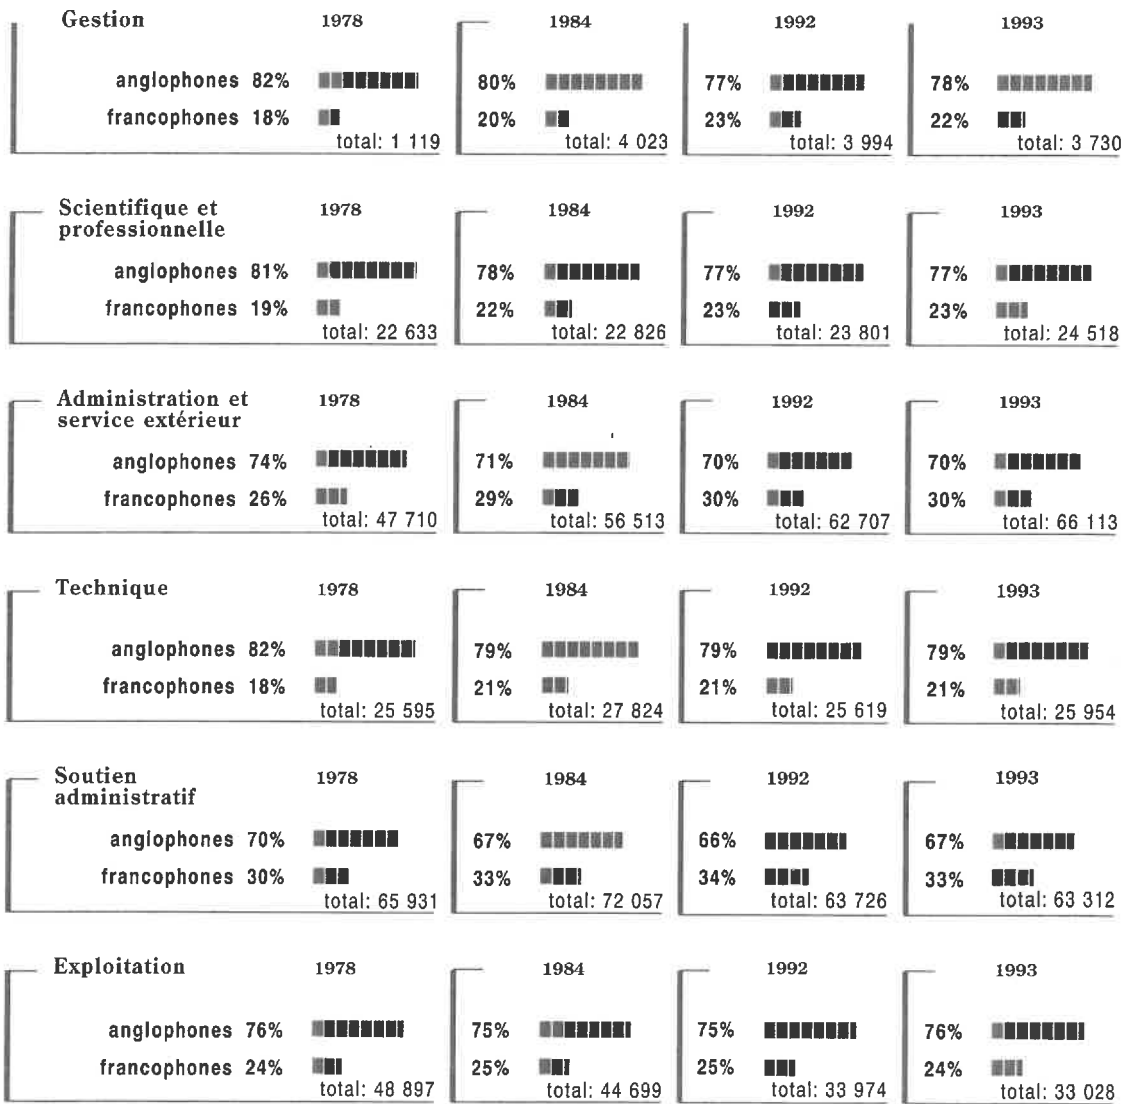 Gestion 1978 1984 1992 1993
anglophones 82% 80% 77% 78%
francophones 18% 20% 23% 22%
total: 1 119 total: 4 023 total: 3 994 total: 3 730
Scientifique et 1978 1984 1992 1993
professionnelle
anglophones 81% 78% 77% 77%
francophones 19% 22% 23% 23%
total: 22 633 total: 22 826 total: 23 801 total: 24 518
Administration et 1978 1984 1992 1993
service extérieur
anglophones 74% 71% 70% 70%
francophones 26% 29% 30% 30%
total: 47 710 total: 56 513 total: 62 707 total: 66 113
Technique 1978 1984 1992 1993
anglophones 82% 79% 79% 79%
francophones 18% 21% 21% 21%
total: 25 595 total: 27 824 total: 25 619 total: 25 954
Soutien 1978 1984 1992 1993
administratif
anglophones 70% 67% 66% 67%
francophones 30% 33% 34% 33%
total: 65 931 total: 72 057 total: 63 726 total: 63 312
Exploitation 1978 1984 1992 1993
anglophones 76% 75% 75% 76%
francophones 24% 25% 25% 24%
total: 48 897 total: 44 699 total: 33 974 total: 33 028